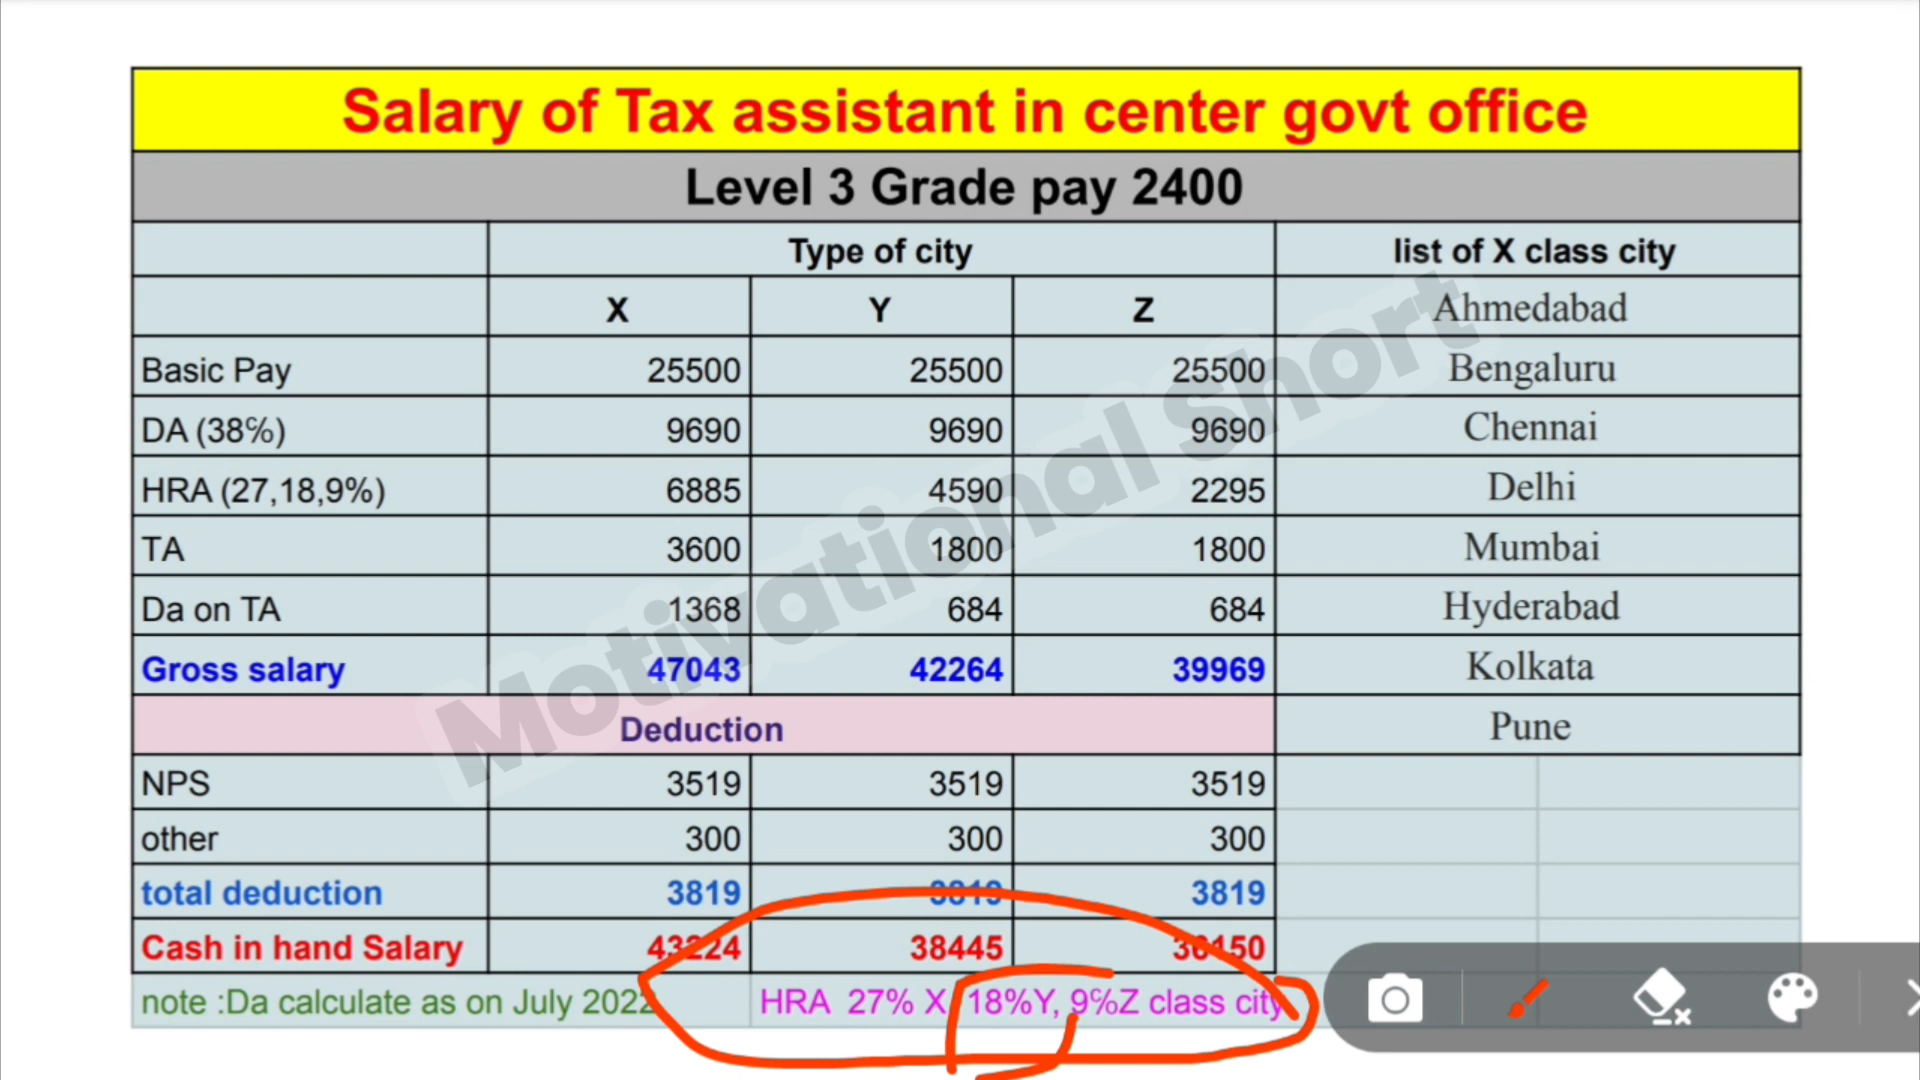 Salary of Tax assistant in center govt office
Level 3 Grade pay 2400
Type of city list of X class city
X Y Z Ahmedabad
Basic Pay 25500 25500 25500 Bengaluru
DA (38%) 9690 9690 9690 Chennai
HRA (27,18,9%) 6885 4590 2295 Delhi
TA 3600 1800 1800 Mumbai
Da on TA 1368 684 684 Hyderabad
Gross salary 47043 42264 39969 Kolkata
Deduction Pune
NPS 3519 3519 3519
other 300 300 300
total deduction 3819 3819 3819
Cash in hand Salary 43224 38445 36150
note :Da calculate as on July 2022 HRA 27% X, 18%Y, 9%Z class city
Motivational Short